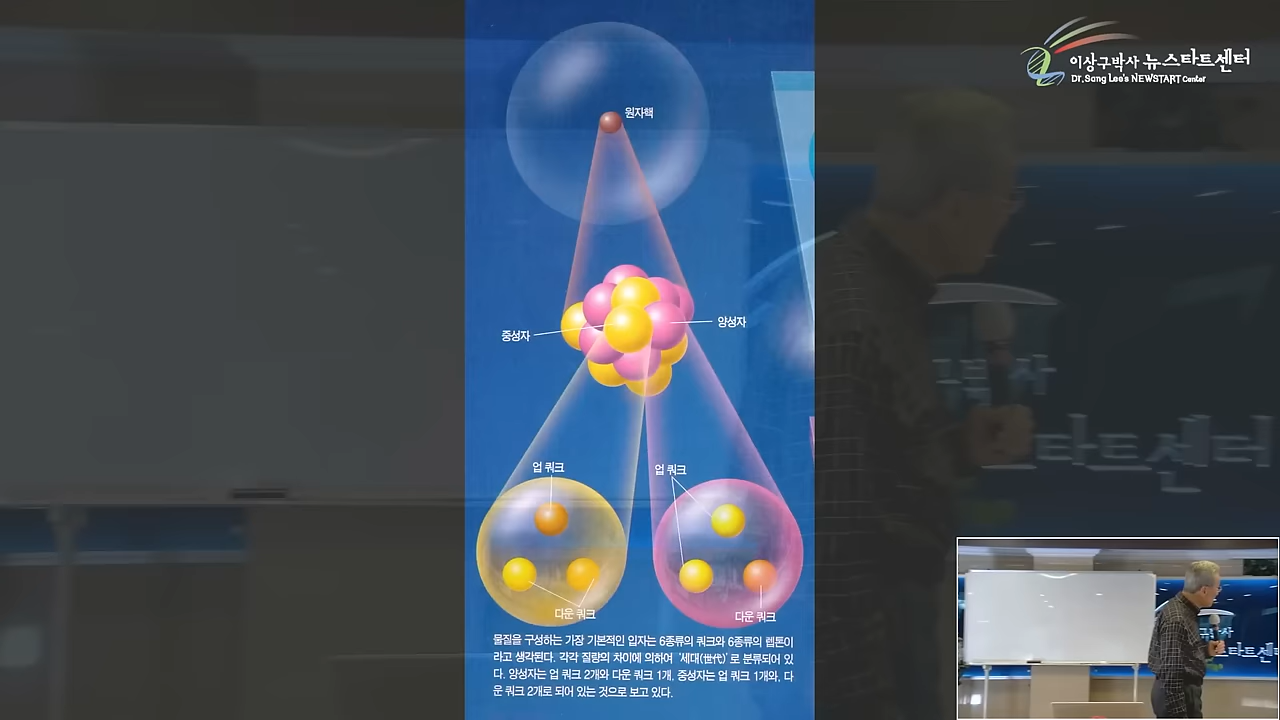 이상구박사 뉴스타트센터
Dr.Sang Lee's NEWSTART Center
원자핵
중성자
양성자
업 쿼크
업 쿼크
다운 쿼크
다운 쿼크
물질을 구성하는 가장 기본적인 입자는 6종류의 쿼크와 6종류의 렙톤이
라고 생각된다. 각각 질량의 차이에 의하여 '세대(世代)'로 분류되어 있
다. 양성자는 업 쿼크 2개와 다운 쿼크 1개, 중성자는 업 쿼크 1개와, 다
운 쿼크 2개로 되어 있는 것으로 보고 있다.
박사
타트센터